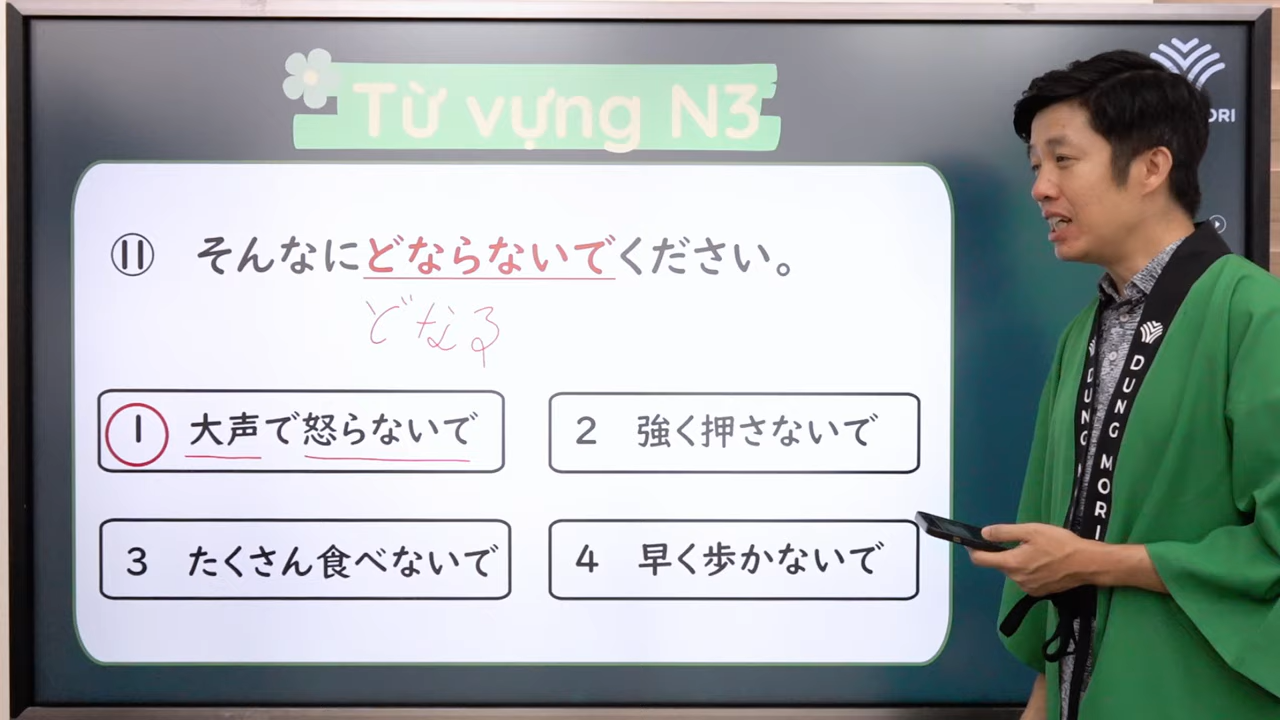 Từ vựng N3
ORI
⑪ そんなにどならないでください。
どなる
1 大声で怒らないで
2 強く押さないで
3 たくさん食べないで
4 早く歩かないで
DUNG MORI
DUNG